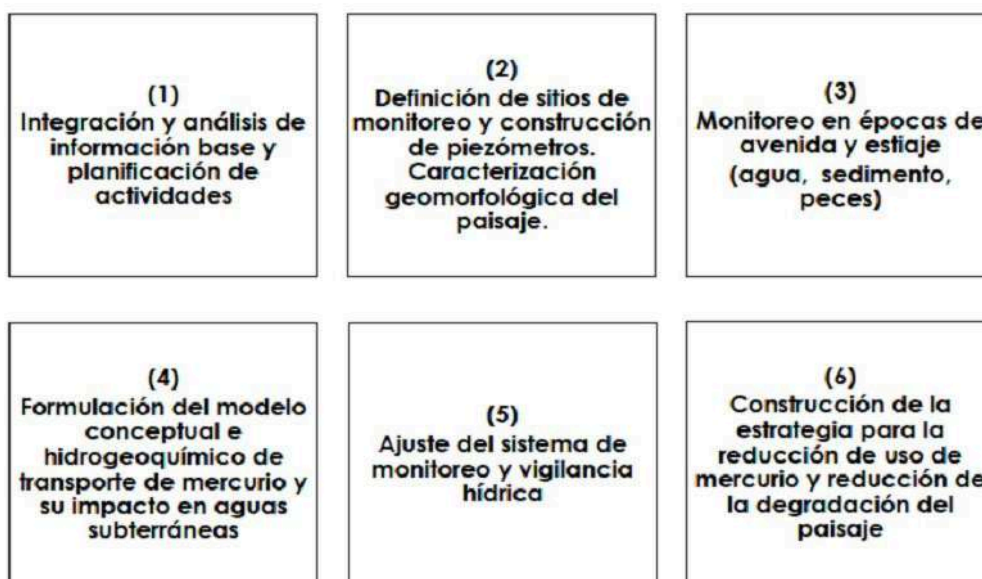 (1)
Integración y análisis de
información base y
planificación de
actividades
(2)
Definición de sitios de
monitoreo y construcción
de piezómetros.
Caracterización
geomorfológica del
paisaje.
(3)
Monitoreo en épocas de
avenida y estiaje
(agua, sedimento,
peces)
(4)
Formulación del modelo
conceptual e
hidrogeoquímico de
transporte de mercurio y
su impacto en aguas
subterráneas
(5)
Ajuste del sistema de
monitoreo y vigilancia
hídrica
(6)
Construcción de la
estrategia para la
reducción de uso de
mercurio y reducción de
la degradación del
paisaje